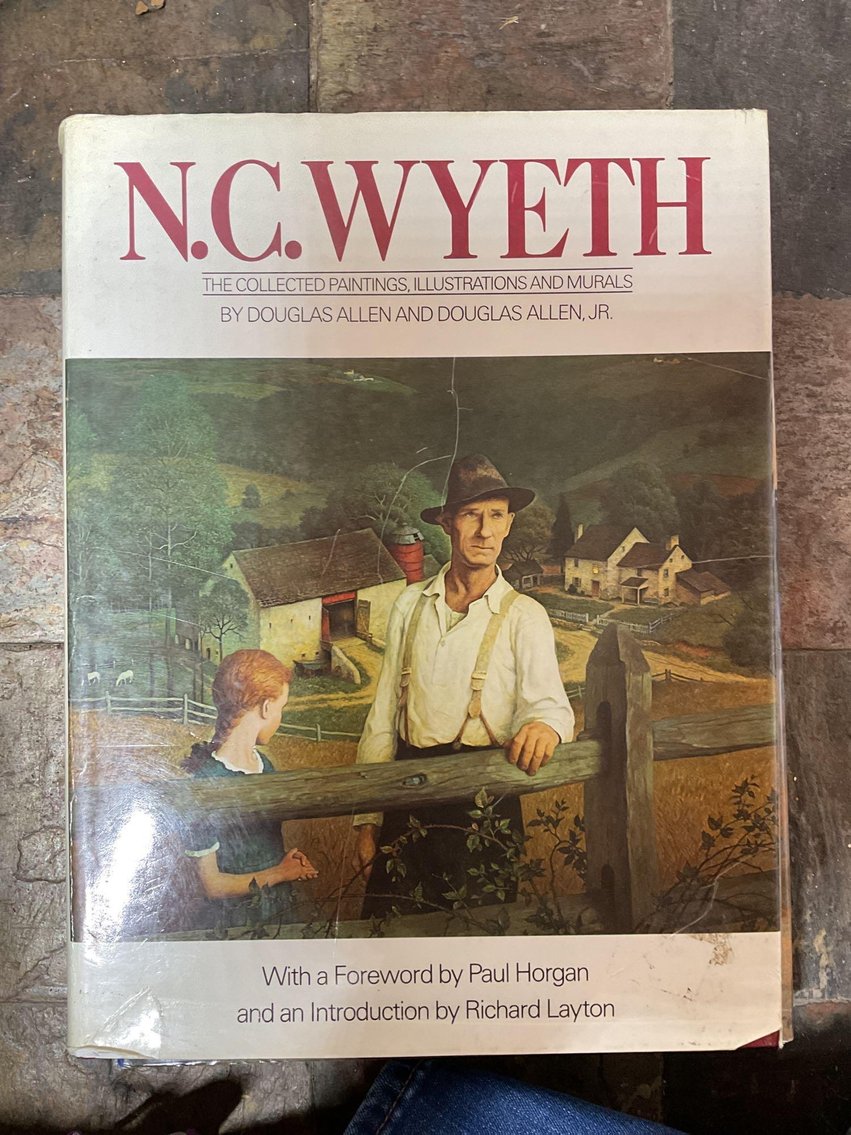 N.C. WYETH
THE COLLECTED PAINTINGS, ILLUSTRATIONS AND MURALS
BY DOUGLAS ALLEN AND DOUGLAS ALLEN, JR.
With a Foreword by Paul Horgan
and an Introduction by Richard Layton